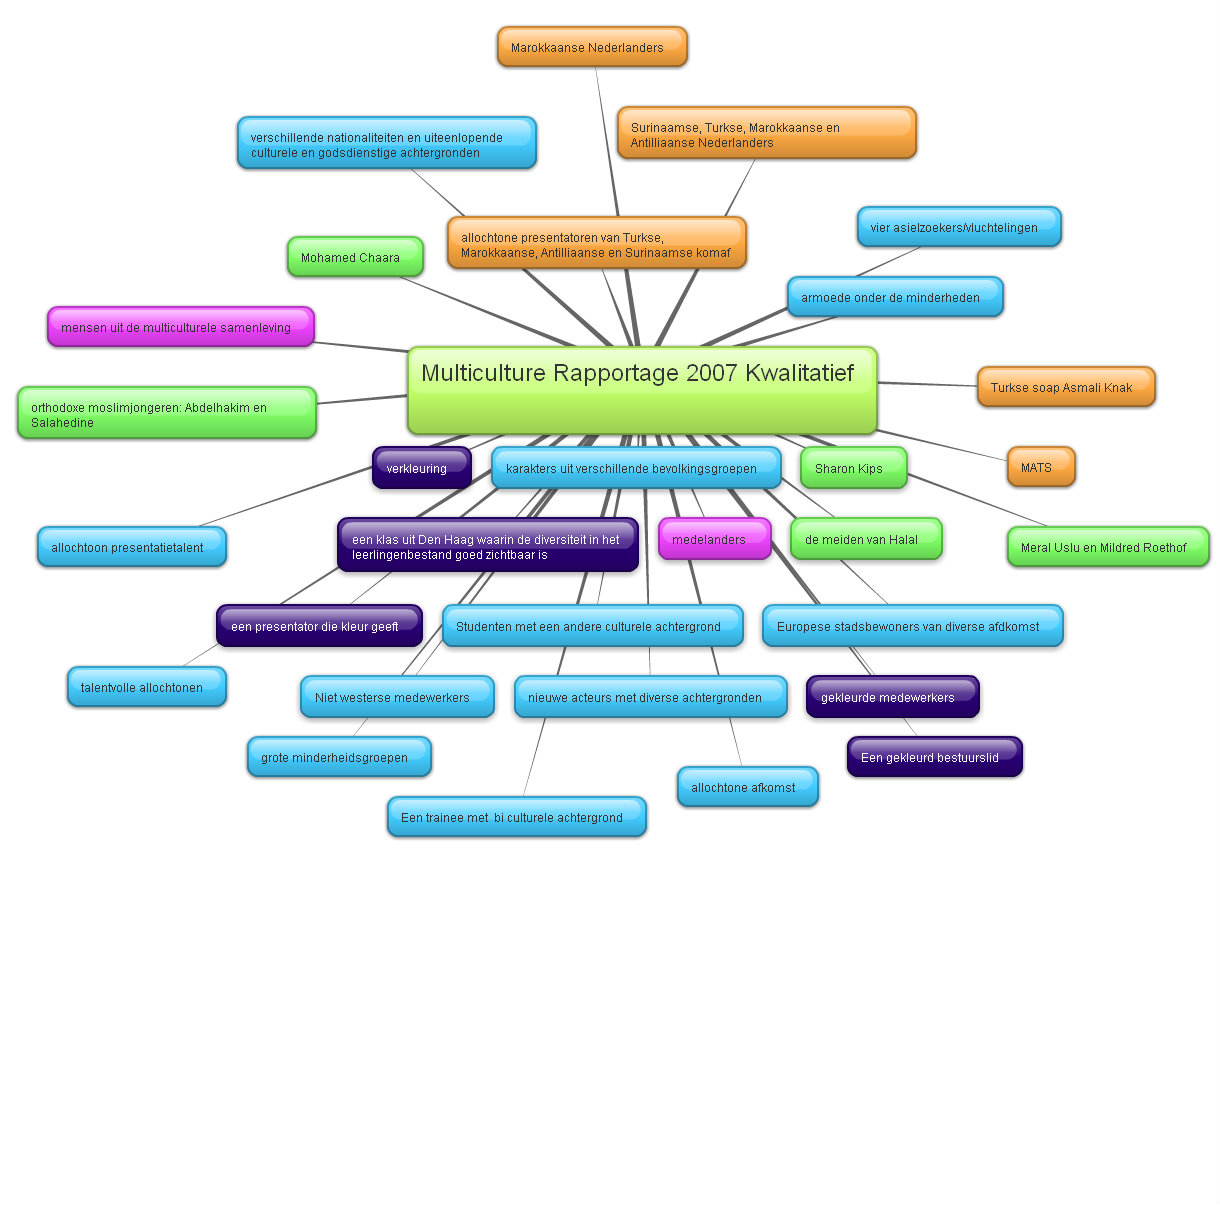 Marokkaanse Nederlanders
Surinaamse, Turkse, Marokkaanse en
Antilliaanse Nederlanders
verschillende nationaliteiten en uiteenlopende
culturele en godsdienstige achtergronden
vier asielzoekers/vluchtelingen
allochtone presentatoren van Turkse,
Marokkaanse, Antilliaanse en Surinaamse komaf
Mohamed Chaara
armoede onder de minderheden
mensen uit de multiculturele samenleving
Multiculture Rapportage 2007 Kwalitatief
Turkse soap Asmali Knak
orthodoxe moslimjongeren: Abdelhakim en
Salahedine
verkleuring
karakters uit verschillende bevolkingsgroepen
Sharon Kips
MATS
allochtoon presentatietalent
een klas uit Den Haag waarin de diversiteit in het
leerlingenbestand goed zichtbaar is
medelanders
de meiden van Halal
Meral Uslu en Mildred Roethof
een presentator die kleur geeft
Studenten met een andere culturele achtergrond
Europese stadsbewoners van diverse afdkomst
talentvolle allochtonen
Niet westerse medewerkers
nieuwe acteurs met diverse achtergronden
gekleurde medewerkers
grote minderheidsgroepen
Een gekleurd bestuurslid
allochtone afkomst
Een trainee met  bi culturele achtergrond